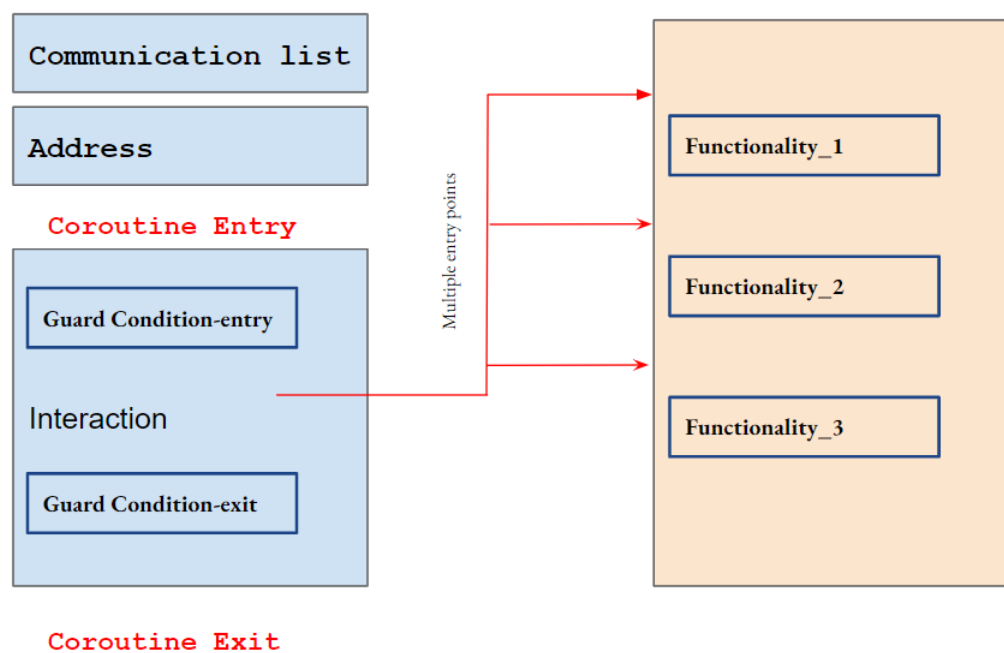 Communication list
Address
Coroutine Entry
Guard Condition-entry
Interaction
Guard Condition-exit
Coroutine Exit
Multiple entry points
Functionality_1
Functionality_2
Functionality_3